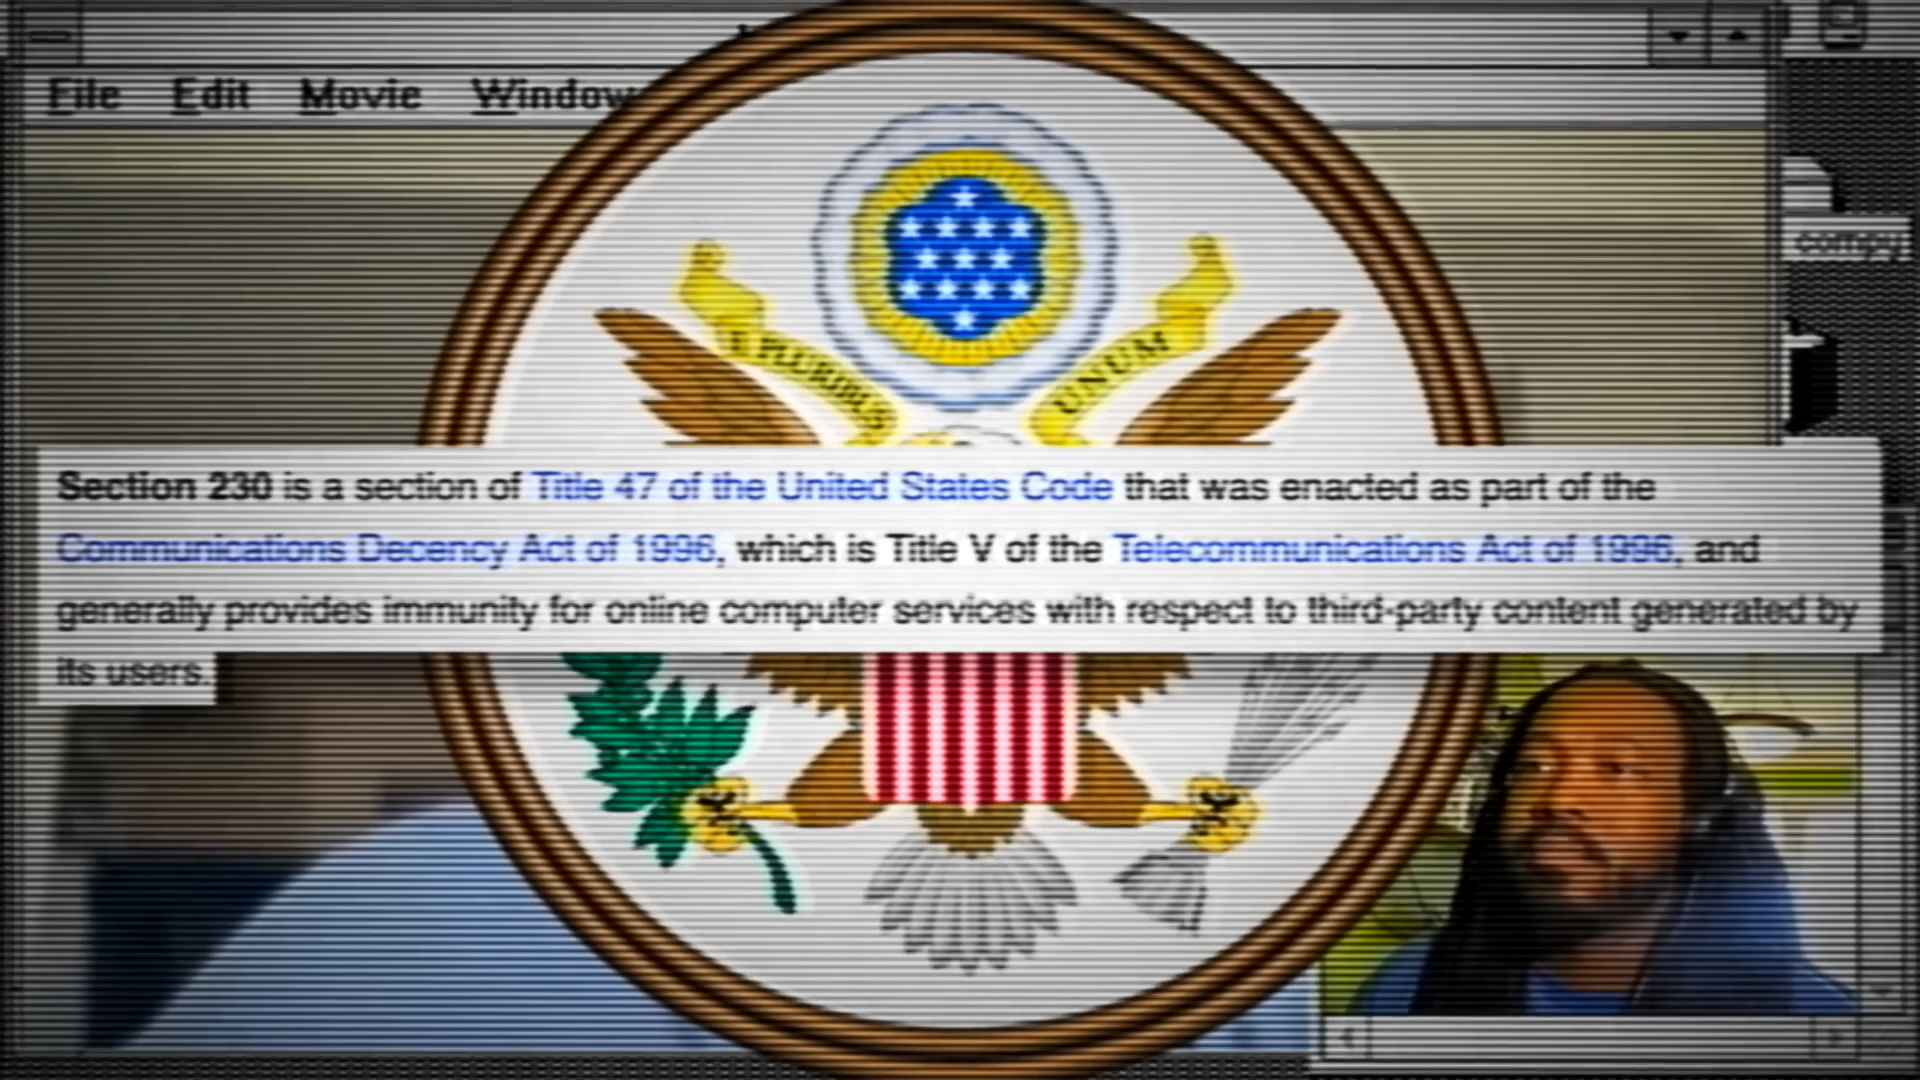 File Edit Movie Window
compy
E PLURIBUS UNUM
Section 230 is a section of Title 47 of the United States Code that was enacted as part of the
Communications Decency Act of 1996, which is Title V of the Telecommunications Act of 1996, and
generally provides immunity for online computer services with respect to third-party content generated by
its users.